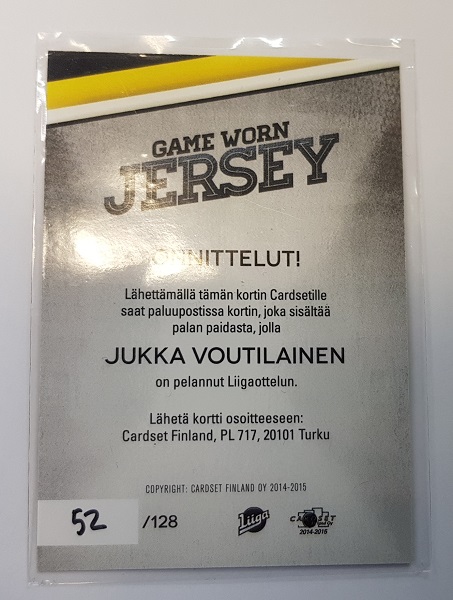 GAME WORN
JERSEY
ONNITTELUT!
Lähettämällä tämän kortin Cardsetille
saat paluupostissa kortin, joka sisältää
palan paidasta, jolla
JUKKA VOUTILAINEN
on pelannut Liigaottelun.
Lähetä kortti osoitteeseen:
Cardset Finland, PL 717, 20101 Turku
COPYRIGHT: CARDSET FINLAND OY 2014-2015
52 /128
Liiga
CARDSET
2014-2015